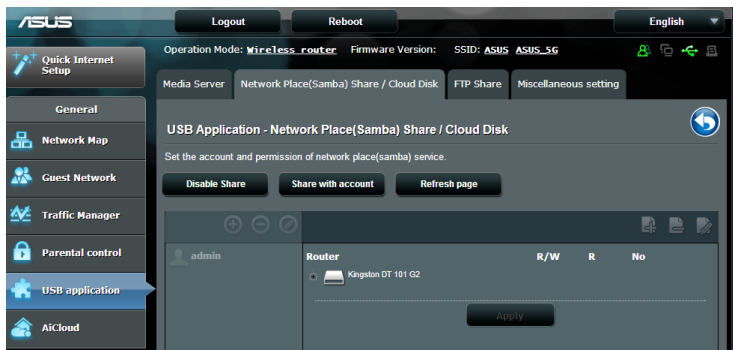 ASUS
Logout Reboot English
Quick Internet Setup
Operation Mode: Wireless router Firmware Version: SSID: ASUS ASUS_5G
Media Server Network Place(Samba) Share / Cloud Disk FTP Share Miscellaneous setting
General
Network Map
Guest Network
Traffic Manager
Parental control
USB application
AiCloud
USB Application - Network Place(Samba) Share / Cloud Disk
Set the account and permission of network place(samba) service.
Disable Share Share with account Refresh page
admin
Router R/W R No
Kingston DT 101 G2
Apply